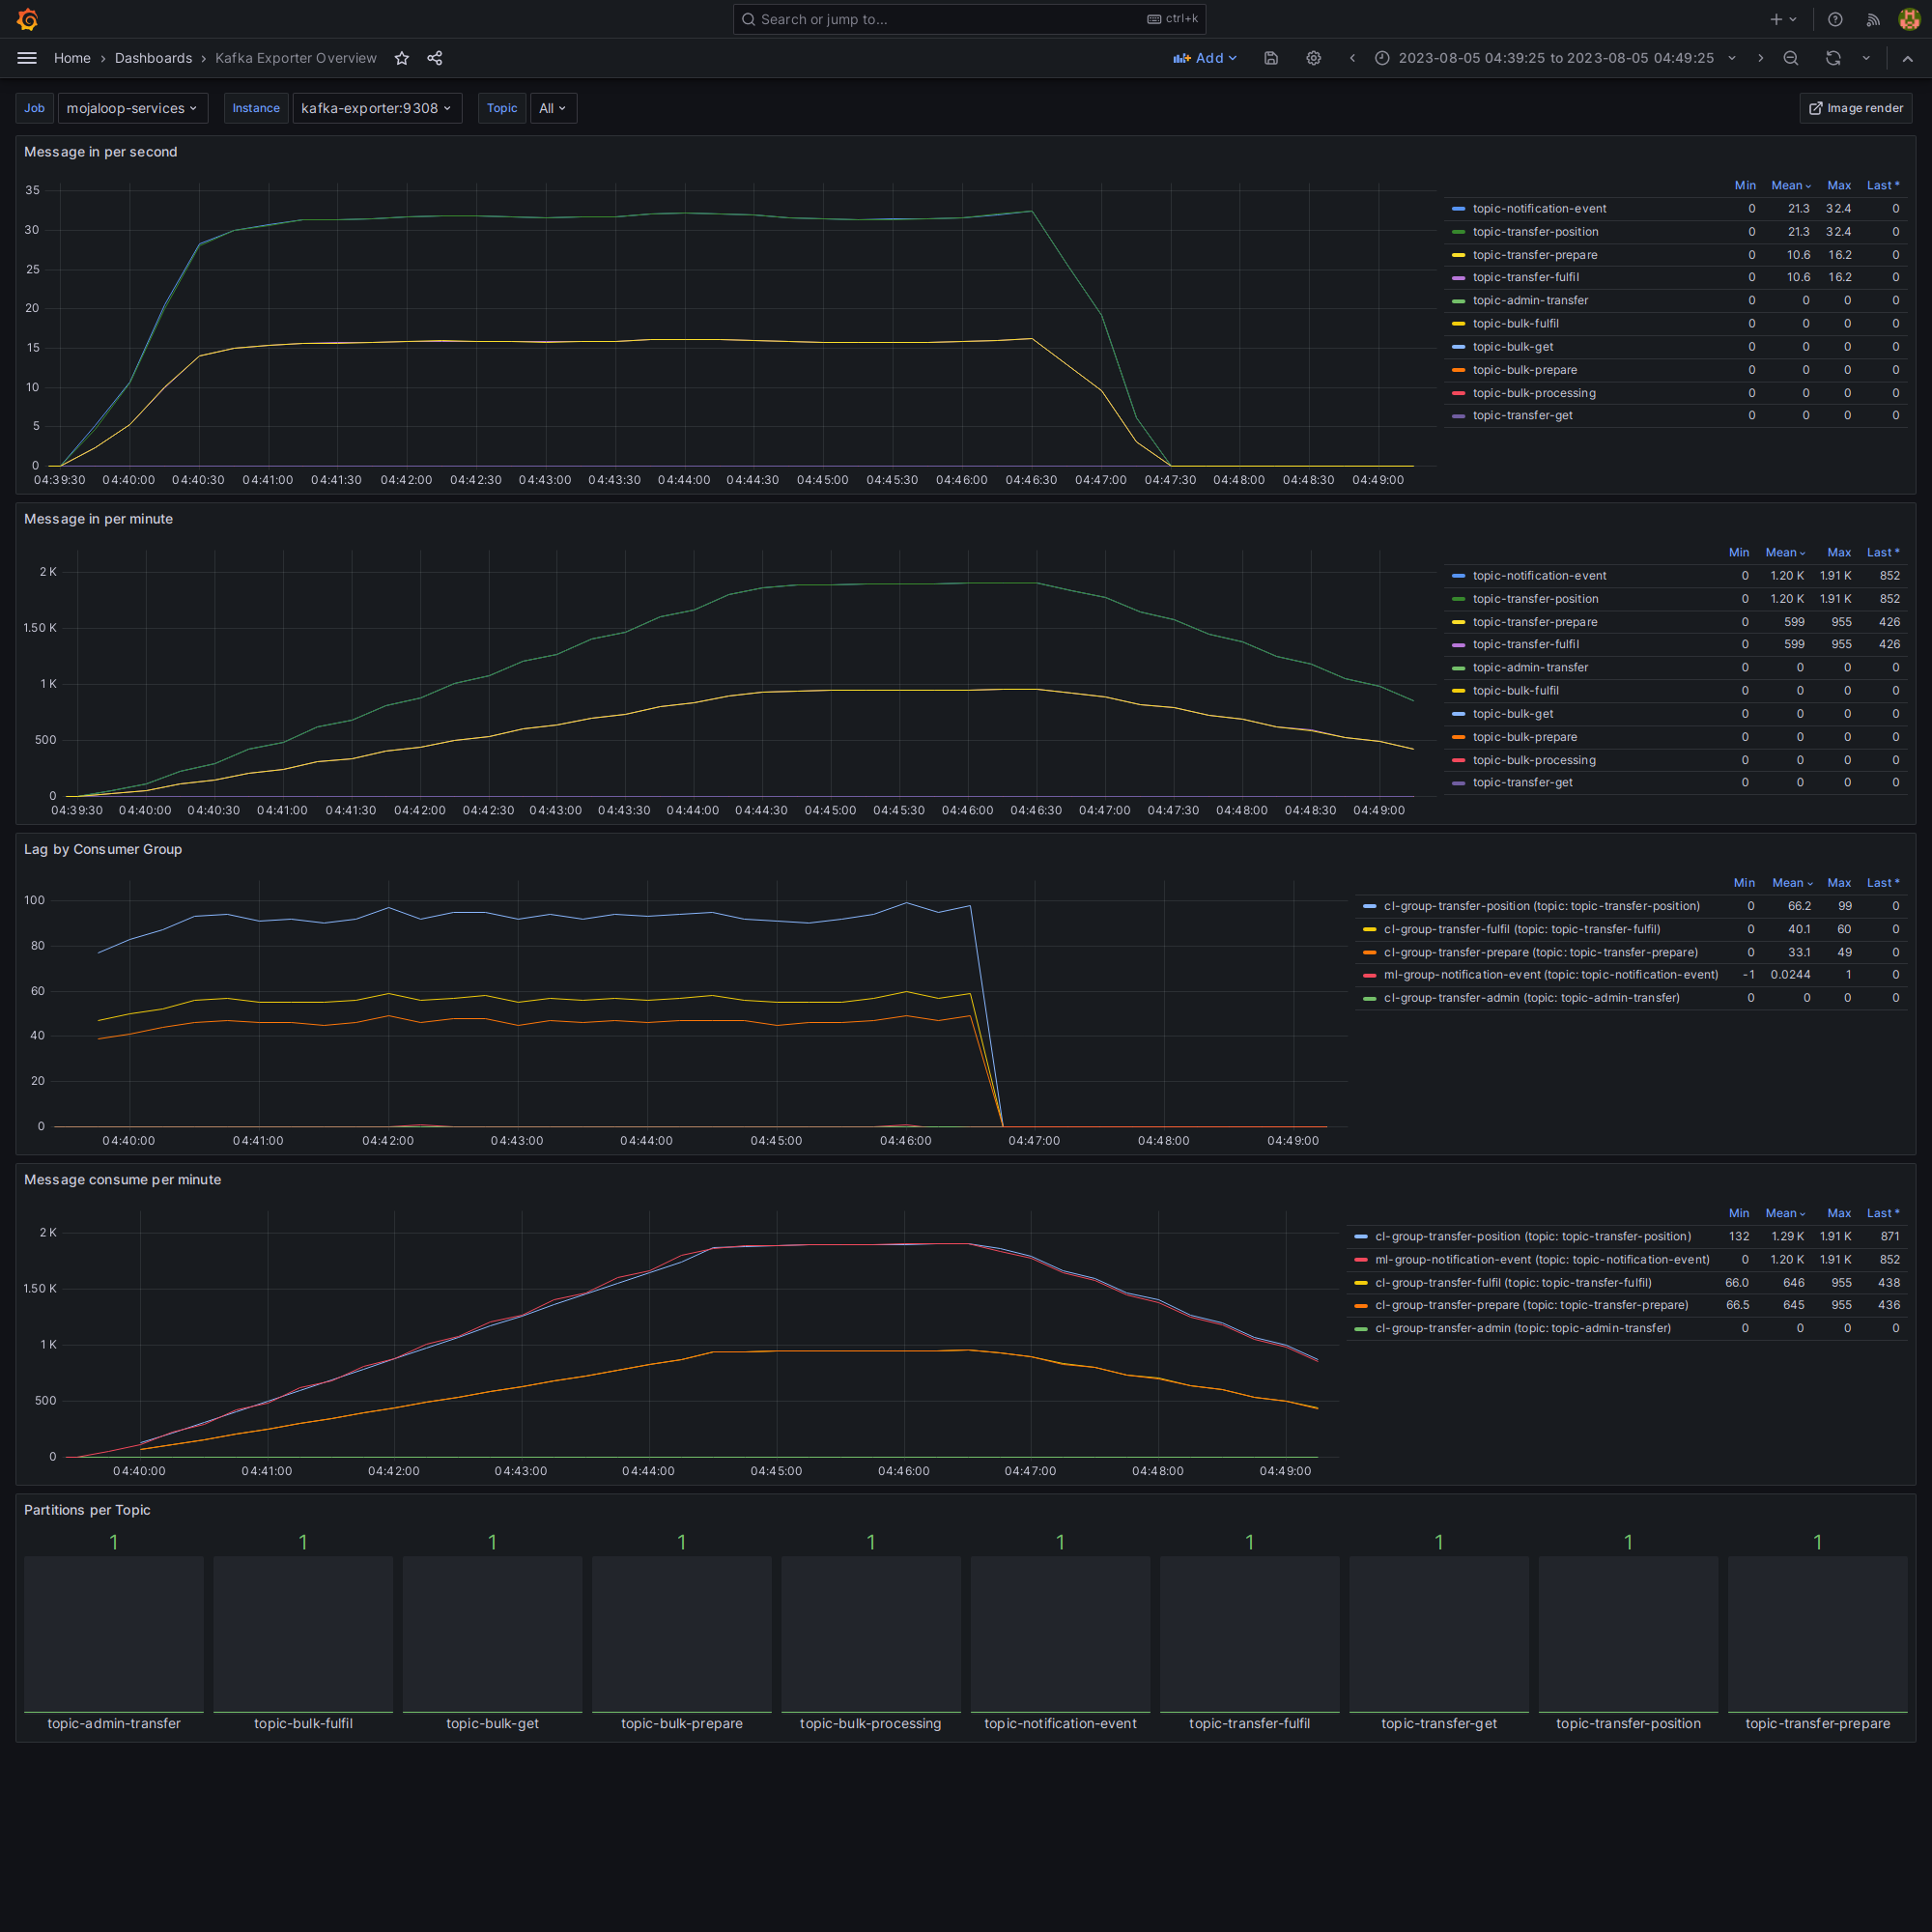 Search or jump to... ctrl+k
Home › Dashboards › Kafka Exporter Overview Add 2023-08-05 04:39:25 to 2023-08-05 04:49:25
Job mojaloop-services Instance kafka-exporter:9308 Topic All Image render
Message in per second
Min Mean Max Last *
topic-notification-event 0 21.3 32.4 0
topic-transfer-position 0 21.3 32.4 0
topic-transfer-prepare 0 10.6 16.2 0
topic-transfer-fulfil 0 10.6 16.2 0
topic-admin-transfer 0 0 0 0
topic-bulk-fulfil 0 0 0 0
topic-bulk-get 0 0 0 0
topic-bulk-prepare 0 0 0 0
topic-bulk-processing 0 0 0 0
topic-transfer-get 0 0 0 0
35
30
25
20
15
10
5
0
04:39:30 04:40:00 04:40:30 04:41:00 04:41:30 04:42:00 04:42:30 04:43:00 04:43:30 04:44:00 04:44:30 04:45:00 04:45:30 04:46:00 04:46:30 04:47:00 04:47:30 04:48:00 04:48:30 04:49:00
Message in per minute
Min Mean Max Last *
topic-notification-event 0 1.20 K 1.91 K 852
topic-transfer-position 0 1.20 K 1.91 K 852
topic-transfer-prepare 0 599 955 426
topic-transfer-fulfil 0 599 955 426
topic-admin-transfer 0 0 0 0
topic-bulk-fulfil 0 0 0 0
topic-bulk-get 0 0 0 0
topic-bulk-prepare 0 0 0 0
topic-bulk-processing 0 0 0 0
topic-transfer-get 0 0 0 0
2 K
1.50 K
1 K
500
0
04:39:30 04:40:00 04:40:30 04:41:00 04:41:30 04:42:00 04:42:30 04:43:00 04:43:30 04:44:00 04:44:30 04:45:00 04:45:30 04:46:00 04:46:30 04:47:00 04:47:30 04:48:00 04:48:30 04:49:00
Lag by Consumer Group
Min Mean Max Last *
cl-group-transfer-position (topic: topic-transfer-position) 0 66.2 99 0
cl-group-transfer-fulfil (topic: topic-transfer-fulfil) 0 40.1 60 0
cl-group-transfer-prepare (topic: topic-transfer-prepare) 0 33.1 49 0
ml-group-notification-event (topic: topic-notification-event) -1 0.0244 1 0
cl-group-transfer-admin (topic: topic-admin-transfer) 0 0 0 0
100
80
60
40
20
0
04:40:00 04:41:00 04:42:00 04:43:00 04:44:00 04:45:00 04:46:00 04:47:00 04:48:00 04:49:00
Message consume per minute
Min Mean Max Last *
cl-group-transfer-position (topic: topic-transfer-position) 132 1.29 K 1.91 K 871
ml-group-notification-event (topic: topic-notification-event) 0 1.20 K 1.91 K 852
cl-group-transfer-fulfil (topic: topic-transfer-fulfil) 66.0 646 955 438
cl-group-transfer-prepare (topic: topic-transfer-prepare) 66.5 645 955 436
cl-group-transfer-admin (topic: topic-admin-transfer) 0 0 0 0
2 K
1.50 K
1 K
500
0
04:40:00 04:41:00 04:42:00 04:43:00 04:44:00 04:45:00 04:46:00 04:47:00 04:48:00 04:49:00
Partitions per Topic
1 1 1 1 1 1 1 1 1 1
topic-admin-transfer topic-bulk-fulfil topic-bulk-get topic-bulk-prepare topic-bulk-processing topic-notification-event topic-transfer-fulfil topic-transfer-get topic-transfer-position topic-transfer-prepare